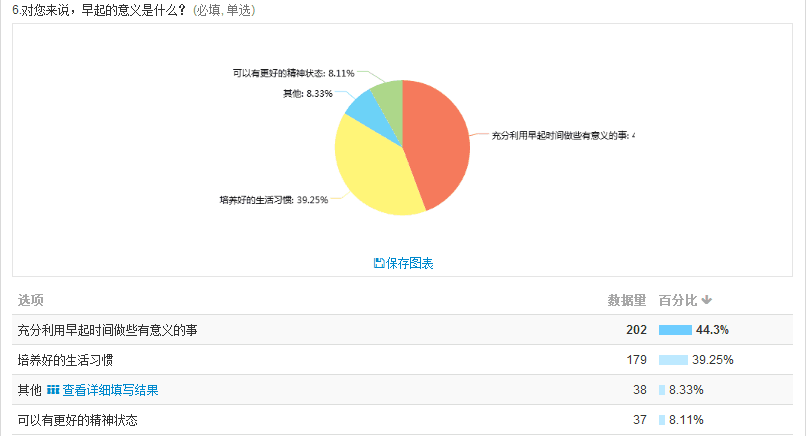 6.对您来说，早起的意义是什么？ (必填, 单选)
可以有更好的精神状态: 8.11%
其他: 8.33%
充分利用早起时间做些有意义的事:
培养好的生活习惯: 39.25%
保存图表
选项 数据量 百分比
充分利用早起时间做些有意义的事 202 44.3%
培养好的生活习惯 179 39.25%
其他 查看详细填写结果 38 8.33%
可以有更好的精神状态 37 8.11%